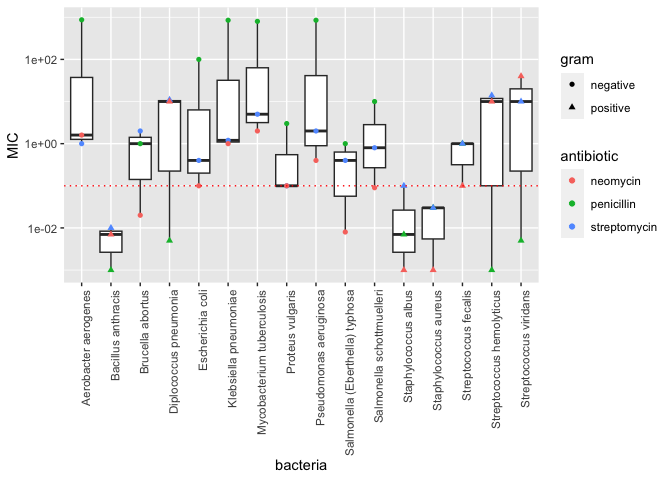 1e+02
1e+00
1e-02
MIC
Aerobacter aerogenes
Bacillus anthracis
Brucella abortus
Diplococcus pneumonia
Escherichia coli
Klebsiella pneumoniae
Mycobacterium tuberculosis
Proteus vulgaris
Pseudomonas aeruginosa
Salmonella (Eberthella) typhosa
Salmonella schottmuelleri
Staphylococcus albus
Staphylococcus aureus
Streptococcus fecalis
Streptococcus hemolyticus
Streptococcus viridans
bacteria
gram
negative
positive
antibiotic
neomycin
penicillin
streptomycin